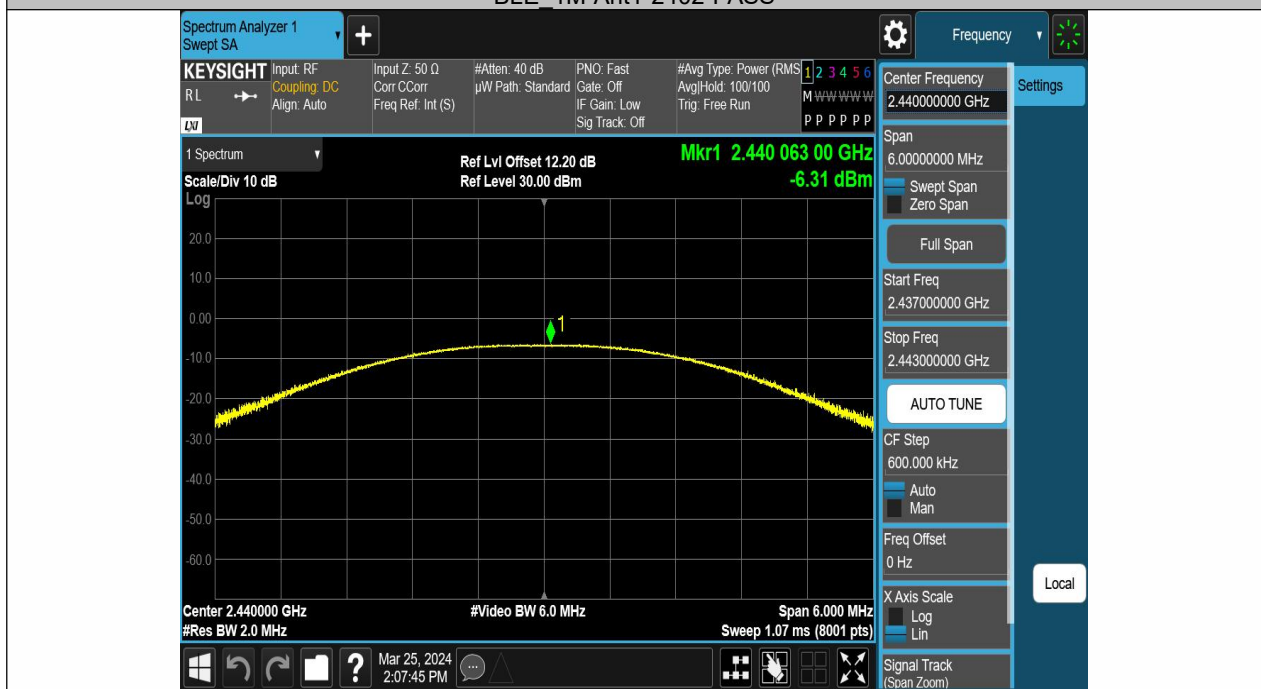 Spectrum Analyzer 1
Swept SA
Frequency
KEYSIGHT
RL
LXI
Input: RF
Coupling: DC
Align: Auto
Input Z: 50 Ω
Corr CCorr
Freq Ref: Int (S)
#Atten: 40 dB
µW Path: Standard
PNO: Fast
Gate: Off
IF Gain: Low
Sig Track: Off
#Avg Type: Power (RMS
Avg|Hold: 100/100
Trig: Free Run
1 2 3 4 5 6
M W W W W W
P P P P P P
Center Frequency
2.440000000 GHz
Settings
Span
6.00000000 MHz
Swept Span
Zero Span
Full Span
Start Freq
2.437000000 GHz
Stop Freq
2.443000000 GHz
AUTO TUNE
CF Step
600.000 kHz
Auto
Man
Freq Offset
0 Hz
X Axis Scale
Log
Lin
Signal Track
(Span Zoom)
Local
1 Spectrum
Scale/Div 10 dB
Log
Ref Lvl Offset 12.20 dB
Ref Level 30.00 dBm
Mkr1 2.440 063 00 GHz
-6.31 dBm
20.0
10.0
0.00
-10.0
-20.0
-30.0
-40.0
-50.0
-60.0
1
Center 2.440000 GHz
#Res BW 2.0 MHz
#Video BW 6.0 MHz
Span 6.000 MHz
Sweep 1.07 ms (8001 pts)
Mar 25, 2024
2:07:45 PM